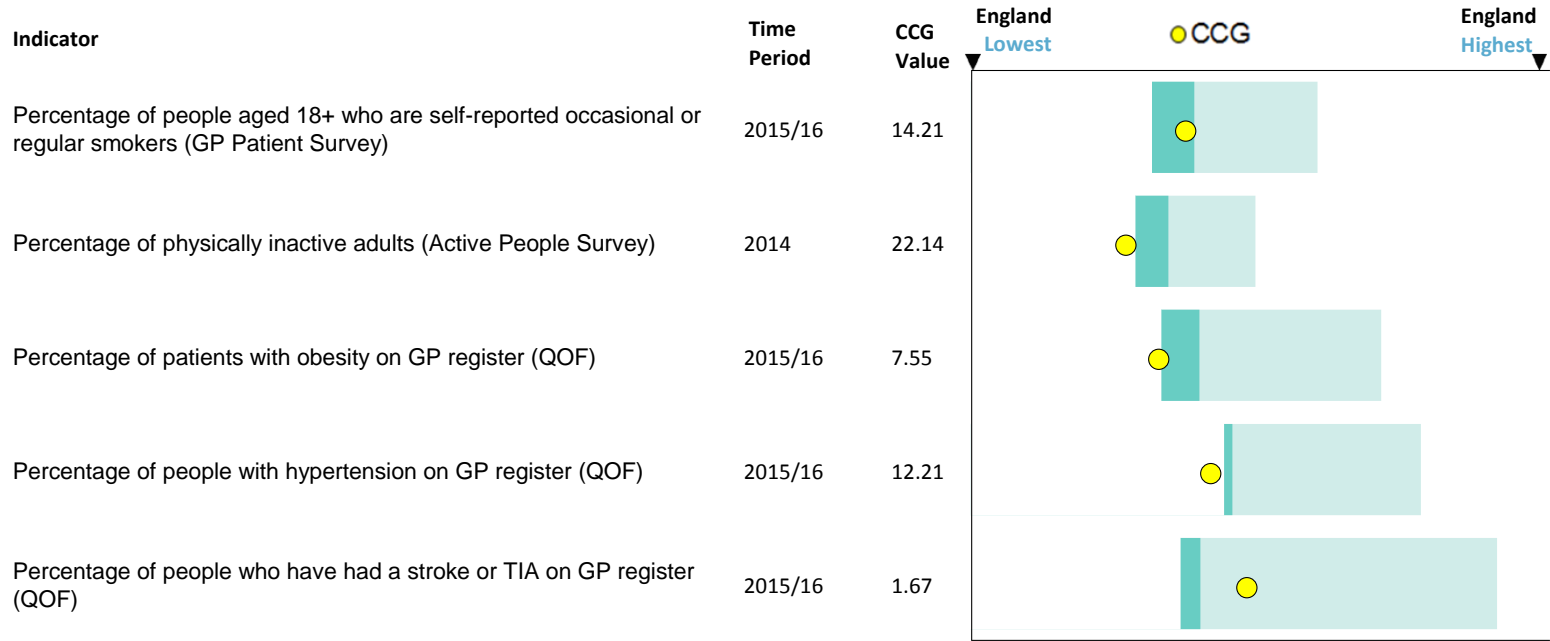 Indicator
Time
Period
CCG
Value
England
Lowest
CCG
England
Highest
Percentage of people aged 18+ who are self-reported occasional or
regular smokers (GP Patient Survey)
2015/16
14.21
Percentage of physically inactive adults (Active People Survey)
2014
22.14
Percentage of patients with obesity on GP register (QOF)
2015/16
7.55
Percentage of people with hypertension on GP register (QOF)
2015/16
12.21
Percentage of people who have had a stroke or TIA on GP register
(QOF)
2015/16
1.67